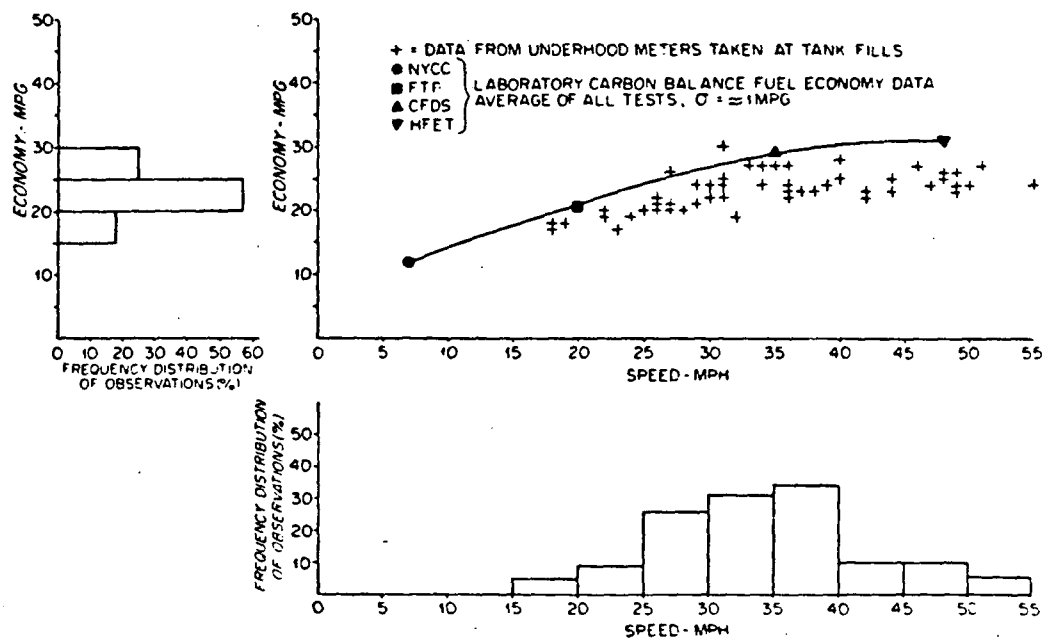 50
40
30
20
10
ECONOMY - MPG
0 10 20 30 40 50 60
FREQUENCY DISTRIBUTION
OF OBSERVATIONS (%)
50
40
30
20
10
ECONOMY - MPG
+ = DATA FROM UNDERHOOD METERS TAKEN AT TANK FILLS
● NYCC
■ FTP
▲ CFDS
▼ HFET
LABORATORY CARBON BALANCE FUEL ECONOMY DATA
AVERAGE OF ALL TESTS, σ = ≈ 1 MPG
0 5 10 15 20 25 30 35 40 45 50 55
SPEED - MPH
FREQUENCY DISTRIBUTION
OF OBSERVATIONS (%)
50
40
30
20
10
0 5 10 15 20 25 30 35 40 45 50 55
SPEED - MPH